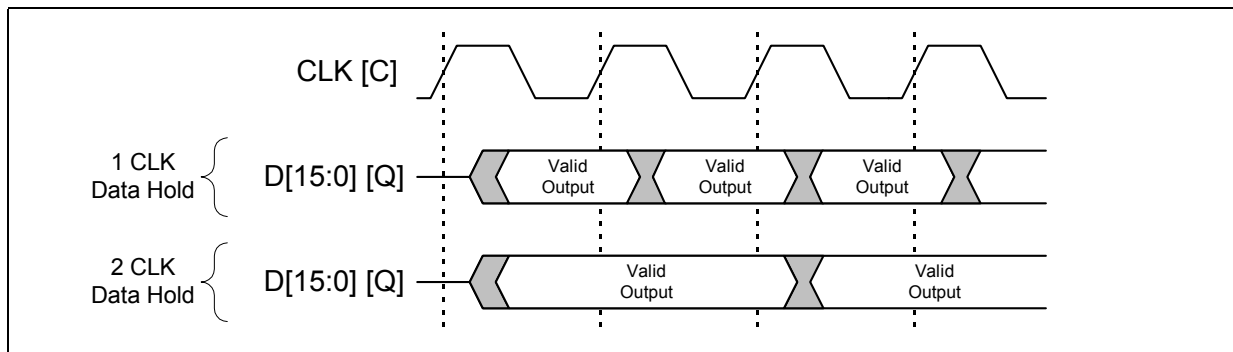 CLK [C]
1 CLK
Data Hold
D[15:0] [Q]
Valid
Output
Valid
Output
Valid
Output
2 CLK
Data Hold
D[15:0] [Q]
Valid
Output
Valid
Output